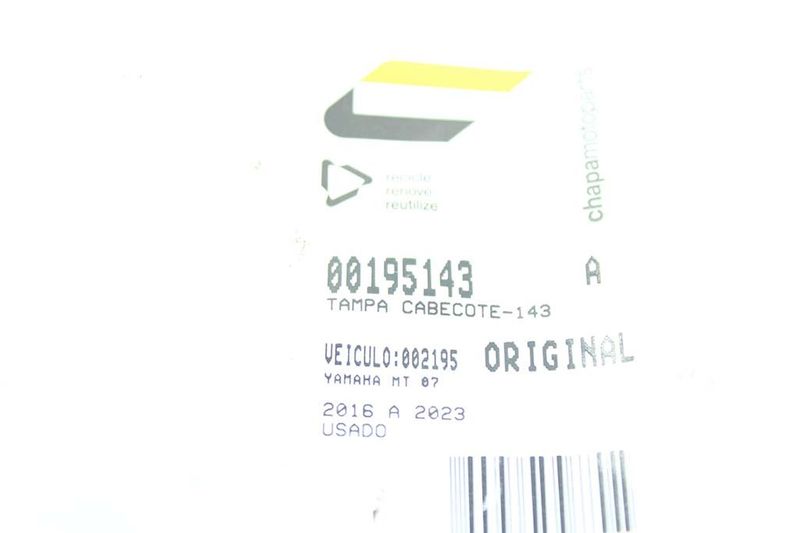 chapamotoparts
recicle
renove
reutilize
00195143 A
TAMPA CABECOTE-143
VEICULO:002195 ORIGINAL
YAMAHA MT 07
2016 A 2023
USADO